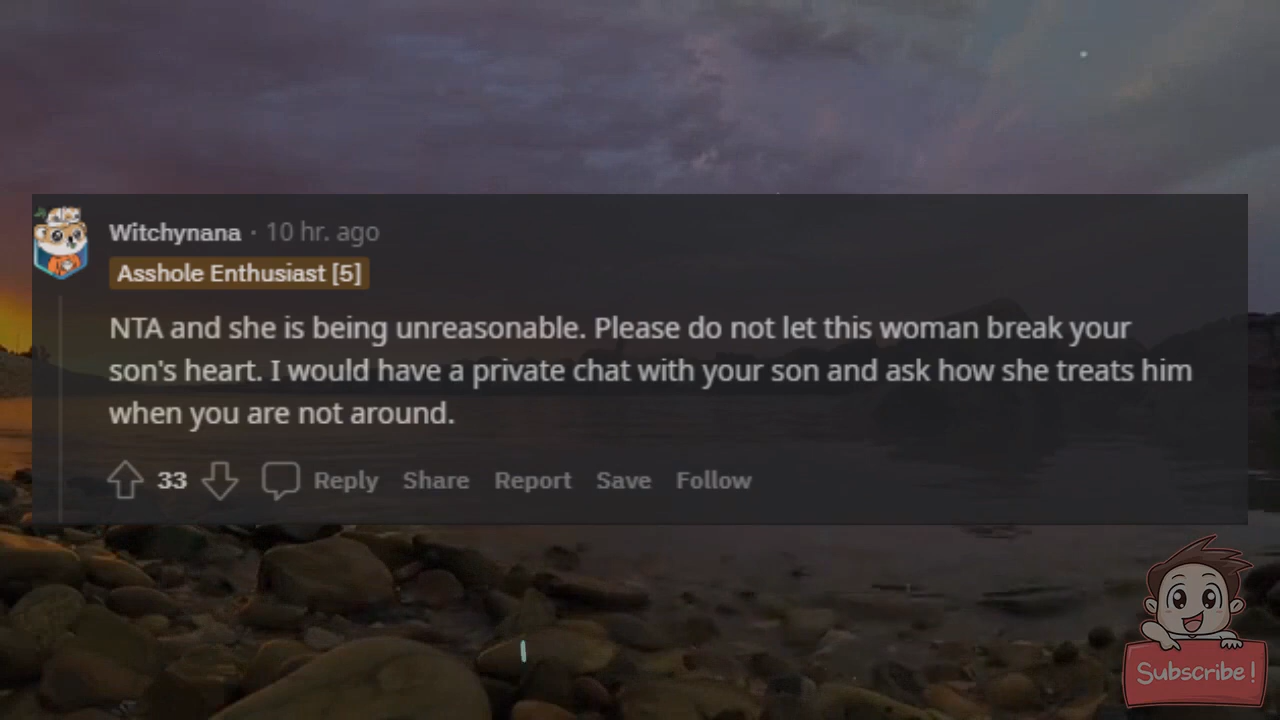 Witchynana · 10 hr. ago
Asshole Enthusiast [5]
NTA and she is being unreasonable. Please do not let this woman break your
son's heart. I would have a private chat with your son and ask how she treats him
when you are not around.
33 Reply Share Report Save Follow
Subscribe!